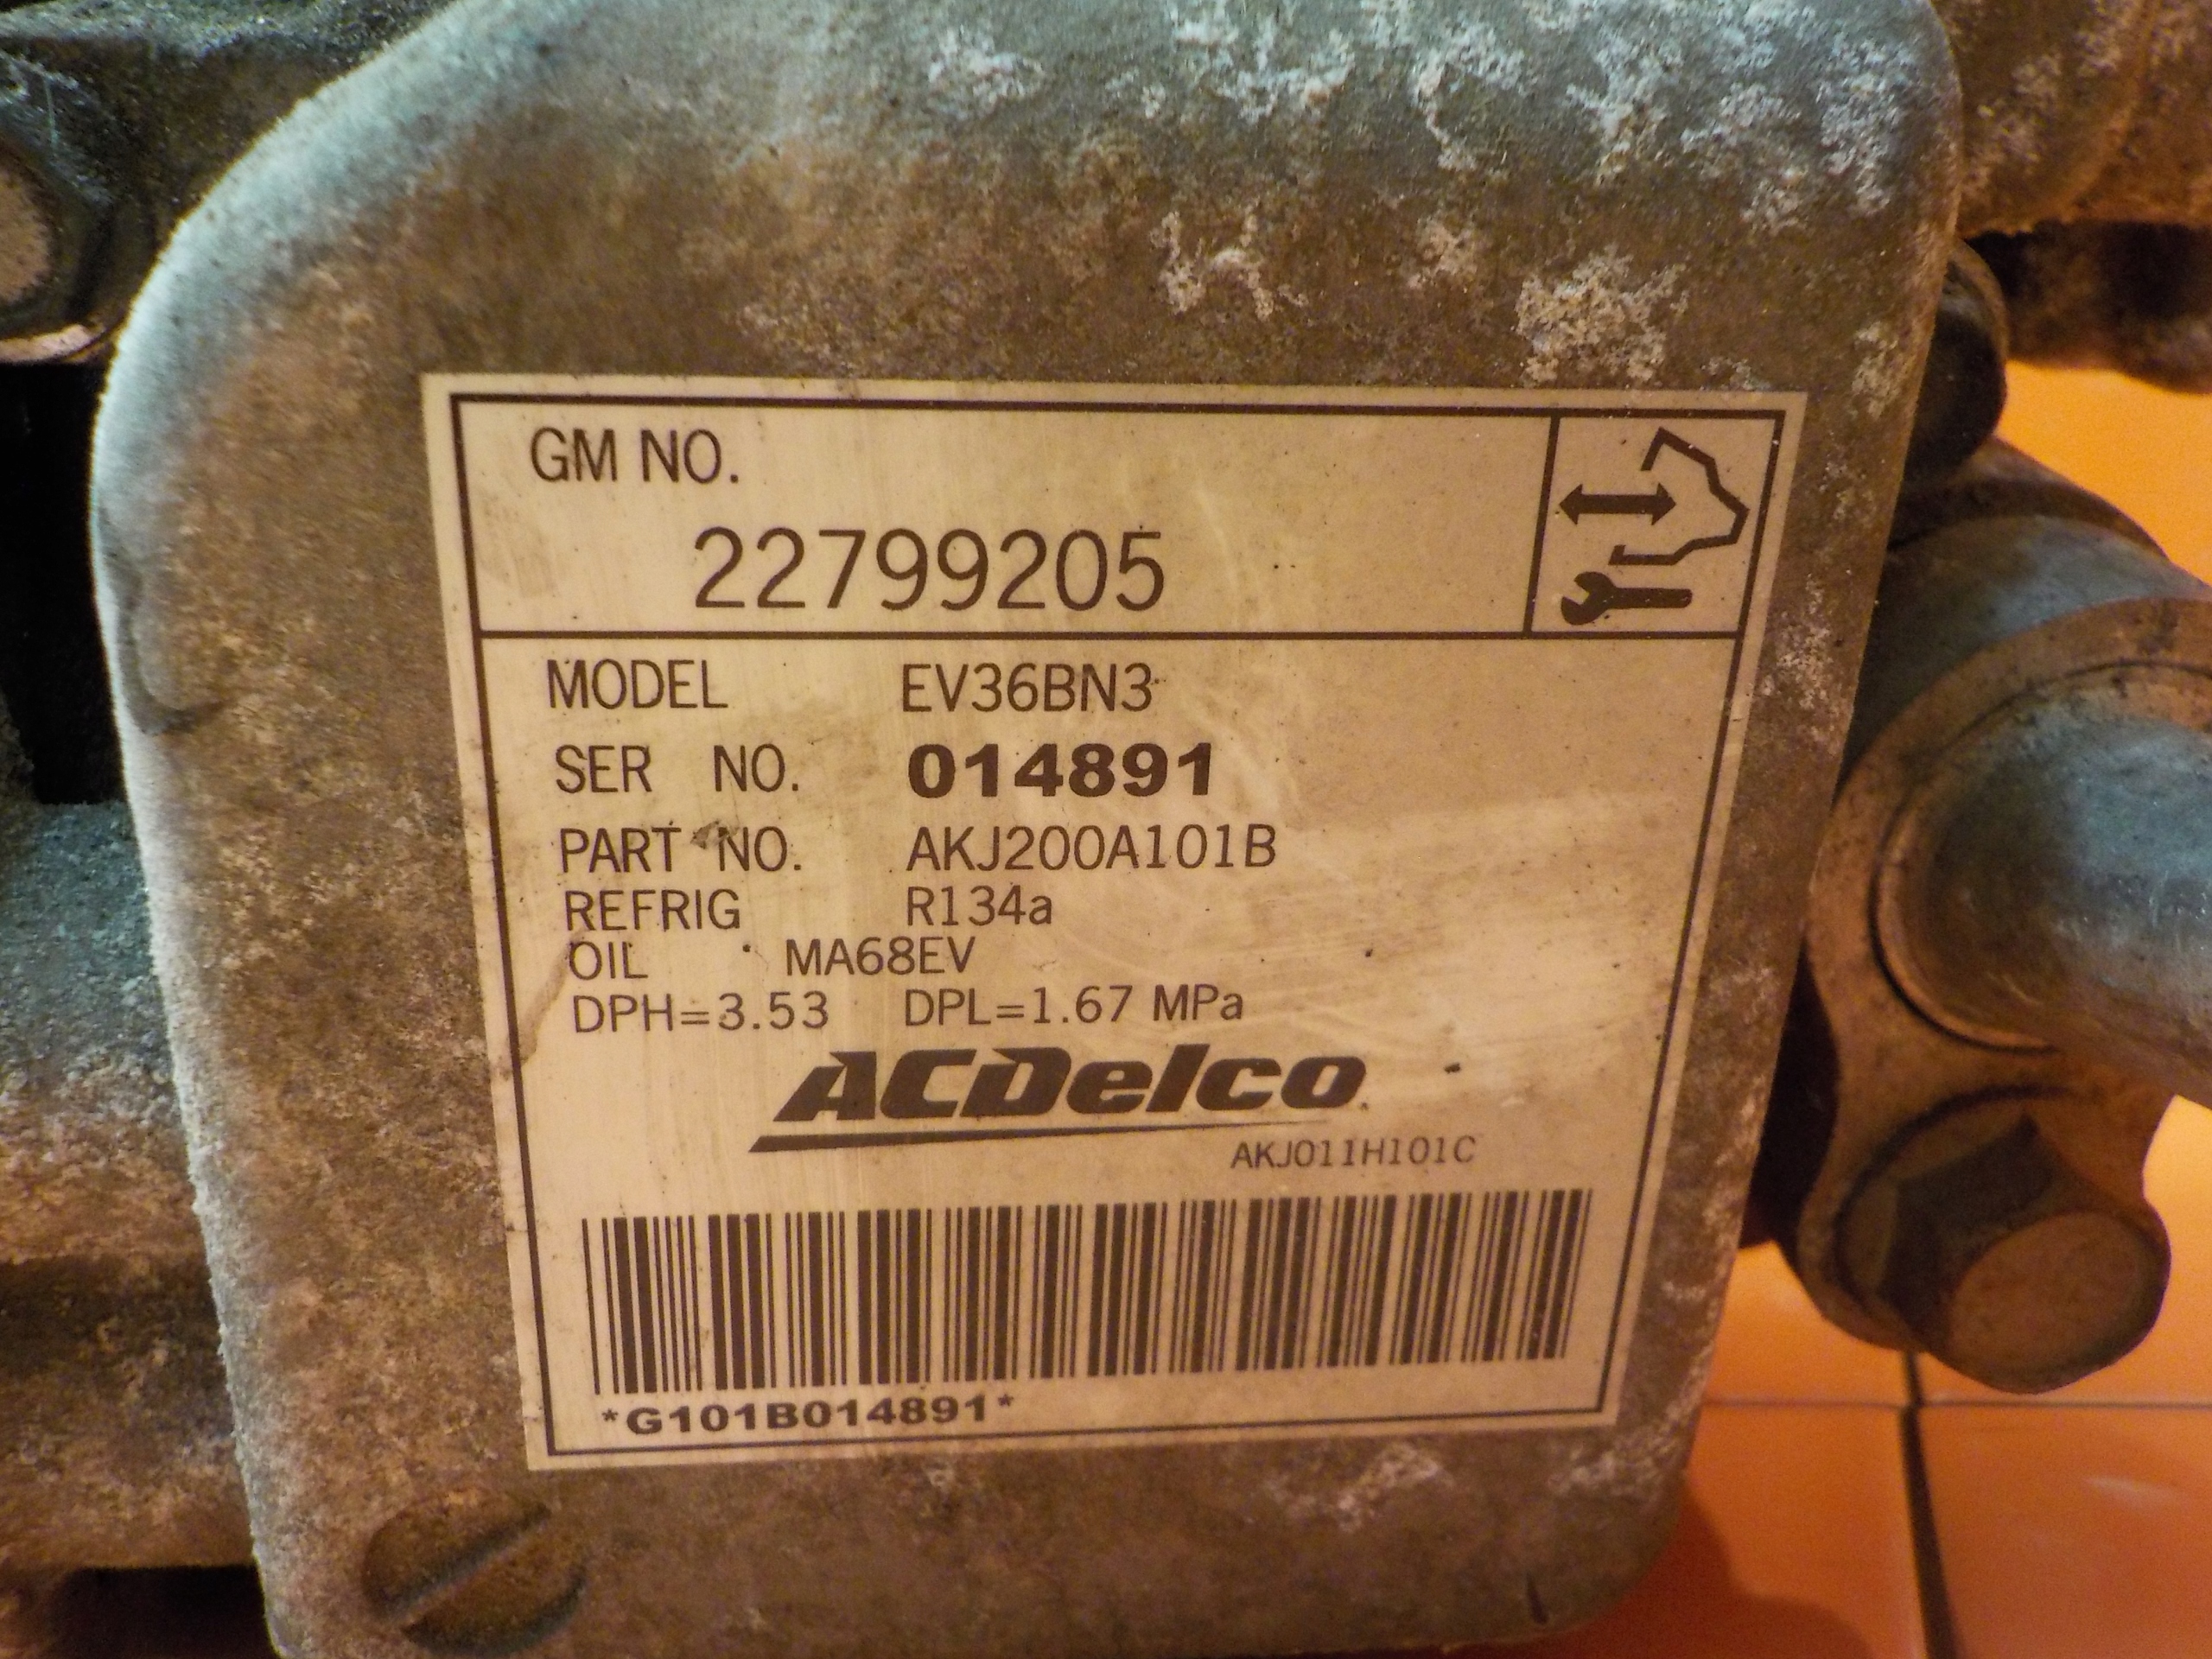 GM NO.
22799205
MODEL EV36BN3
SER NO. 014891
PART NO. AKJ200A101B
REFRIG R134a
OIL MA68EV
DPH=3.53 DPL=1.67 MPa
ACDelco
AKJ011H101C
*G101B014891*